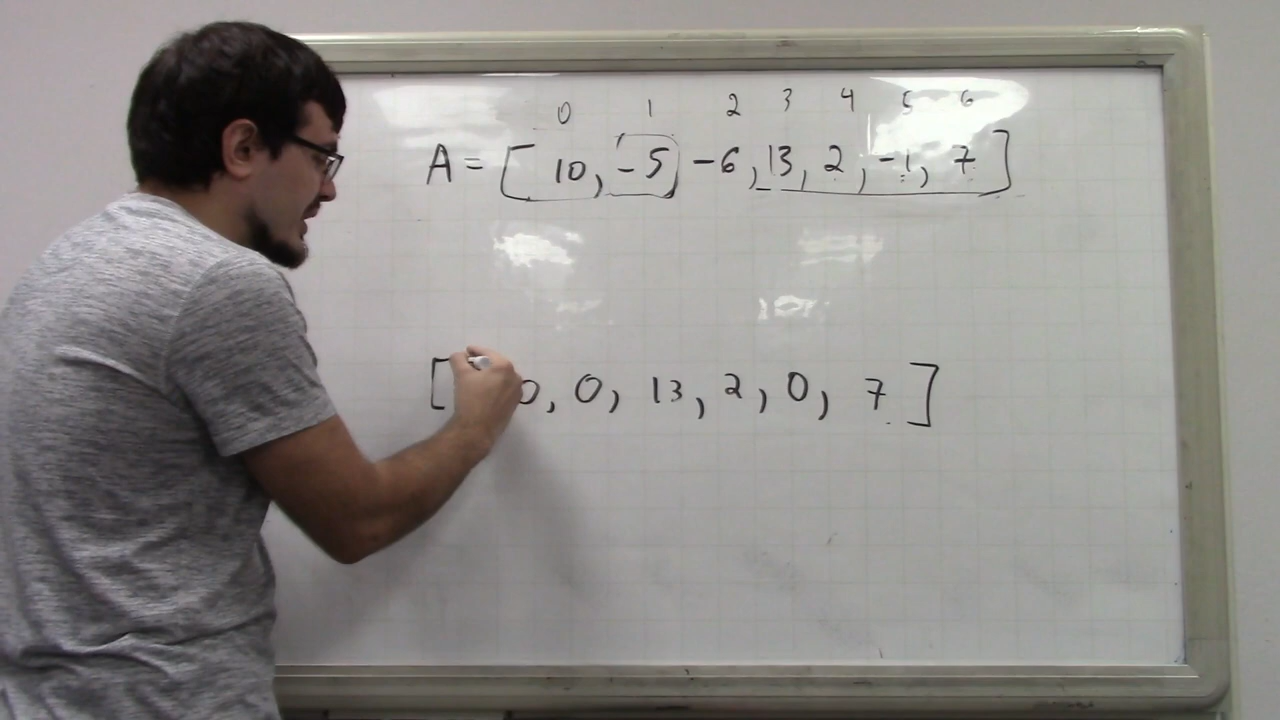 0 1 2 3 4 5 6
A = [ 10, -5, -6, 13, 2, -1, 7 ]
[ 0, 0, 13, 2, 0, 7 ]